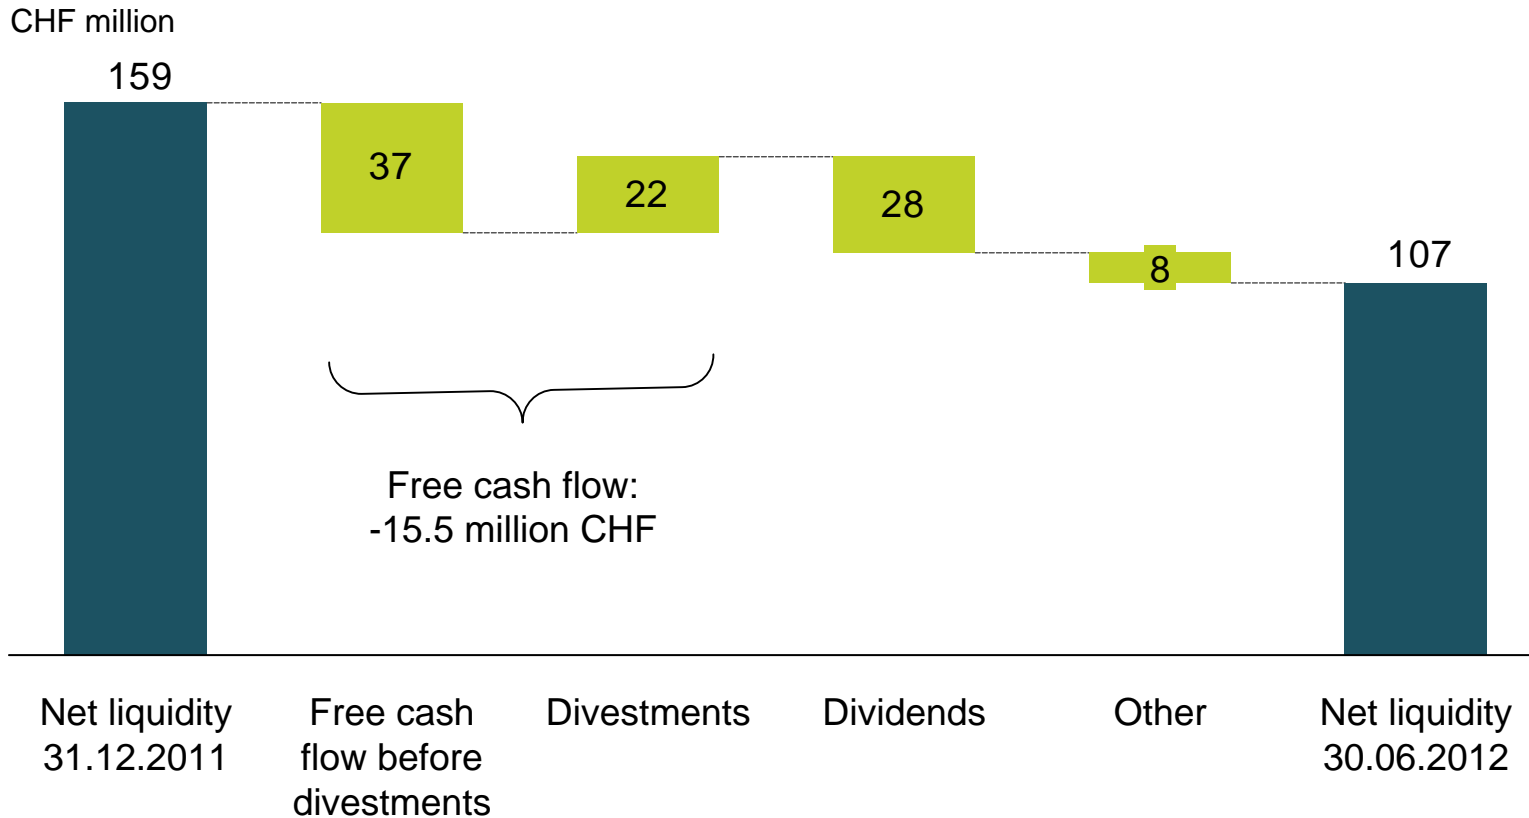 CHF million
159
37
22
28
8
107
Free cash flow:
-15.5 million CHF
Net liquidity
31.12.2011
Free cash
flow before
divestments
Divestments
Dividends
Other
Net liquidity
30.06.2012